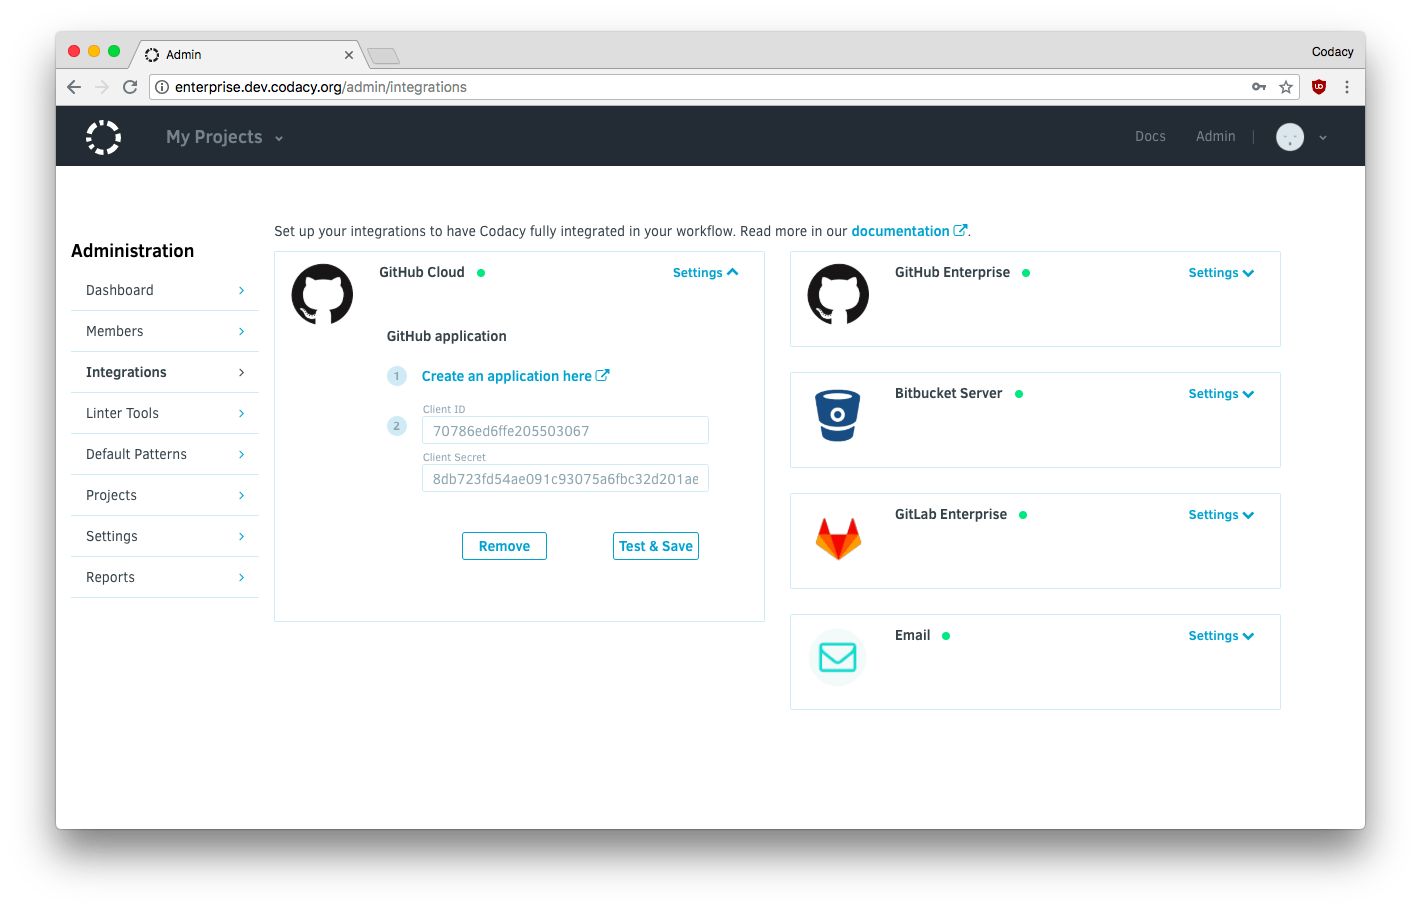 Admin
Codacy
enterprise.dev.codacy.org/admin/integrations
My Projects
Docs
Admin
Administration
Dashboard
Members
Integrations
Linter Tools
Default Patterns
Projects
Settings
Reports
Set up your integrations to have Codacy fully integrated in your workflow. Read more in our documentation.
GitHub Cloud
Settings
GitHub application
1
Create an application here
2
Client ID
70786ed6ffe205503067
Client Secret
8db723fd54ae091c93075a6fbc32d201ae
Remove
Test & Save
GitHub Enterprise
Settings
Bitbucket Server
Settings
GitLab Enterprise
Settings
Email
Settings